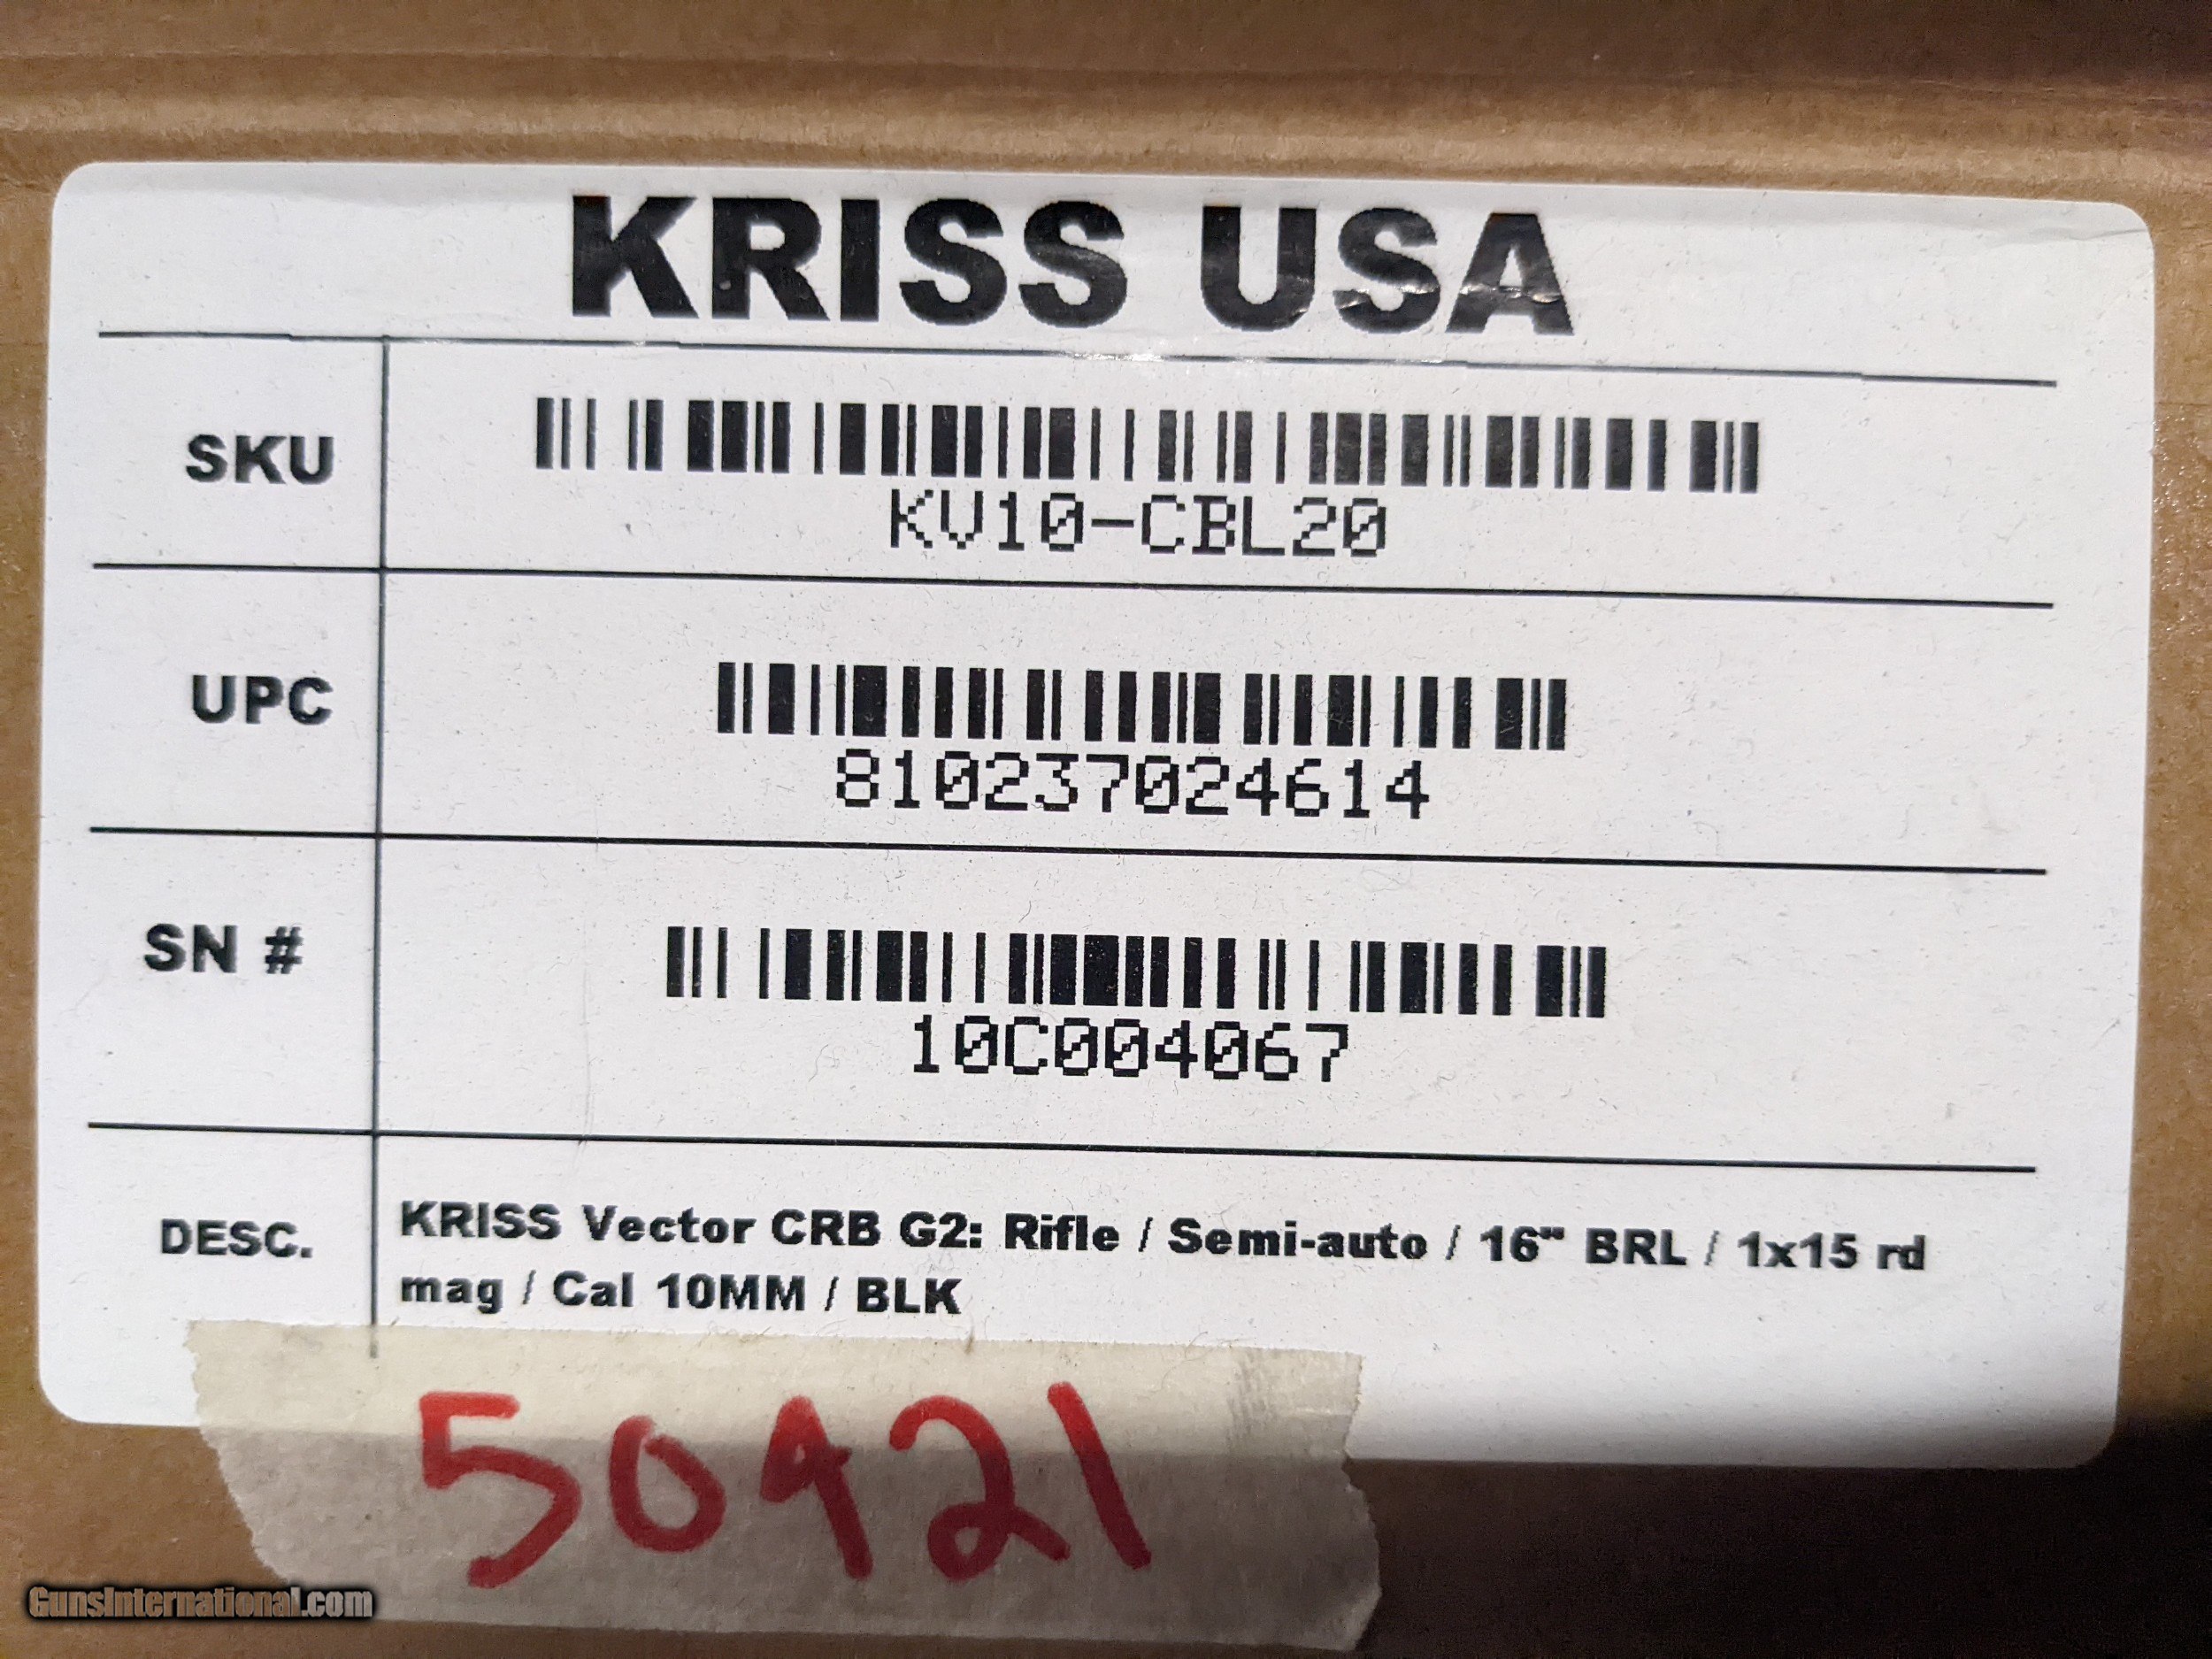 KRISS USA
SKU
KV10-CBL20
UPC
810237024614
SN #
10C004067
DESC.
KRISS Vector CRB G2: Rifle / Semi-auto / 16" BRL / 1x15 rd
mag / Cal 10MM / BLK
50421
GunsInternational.com